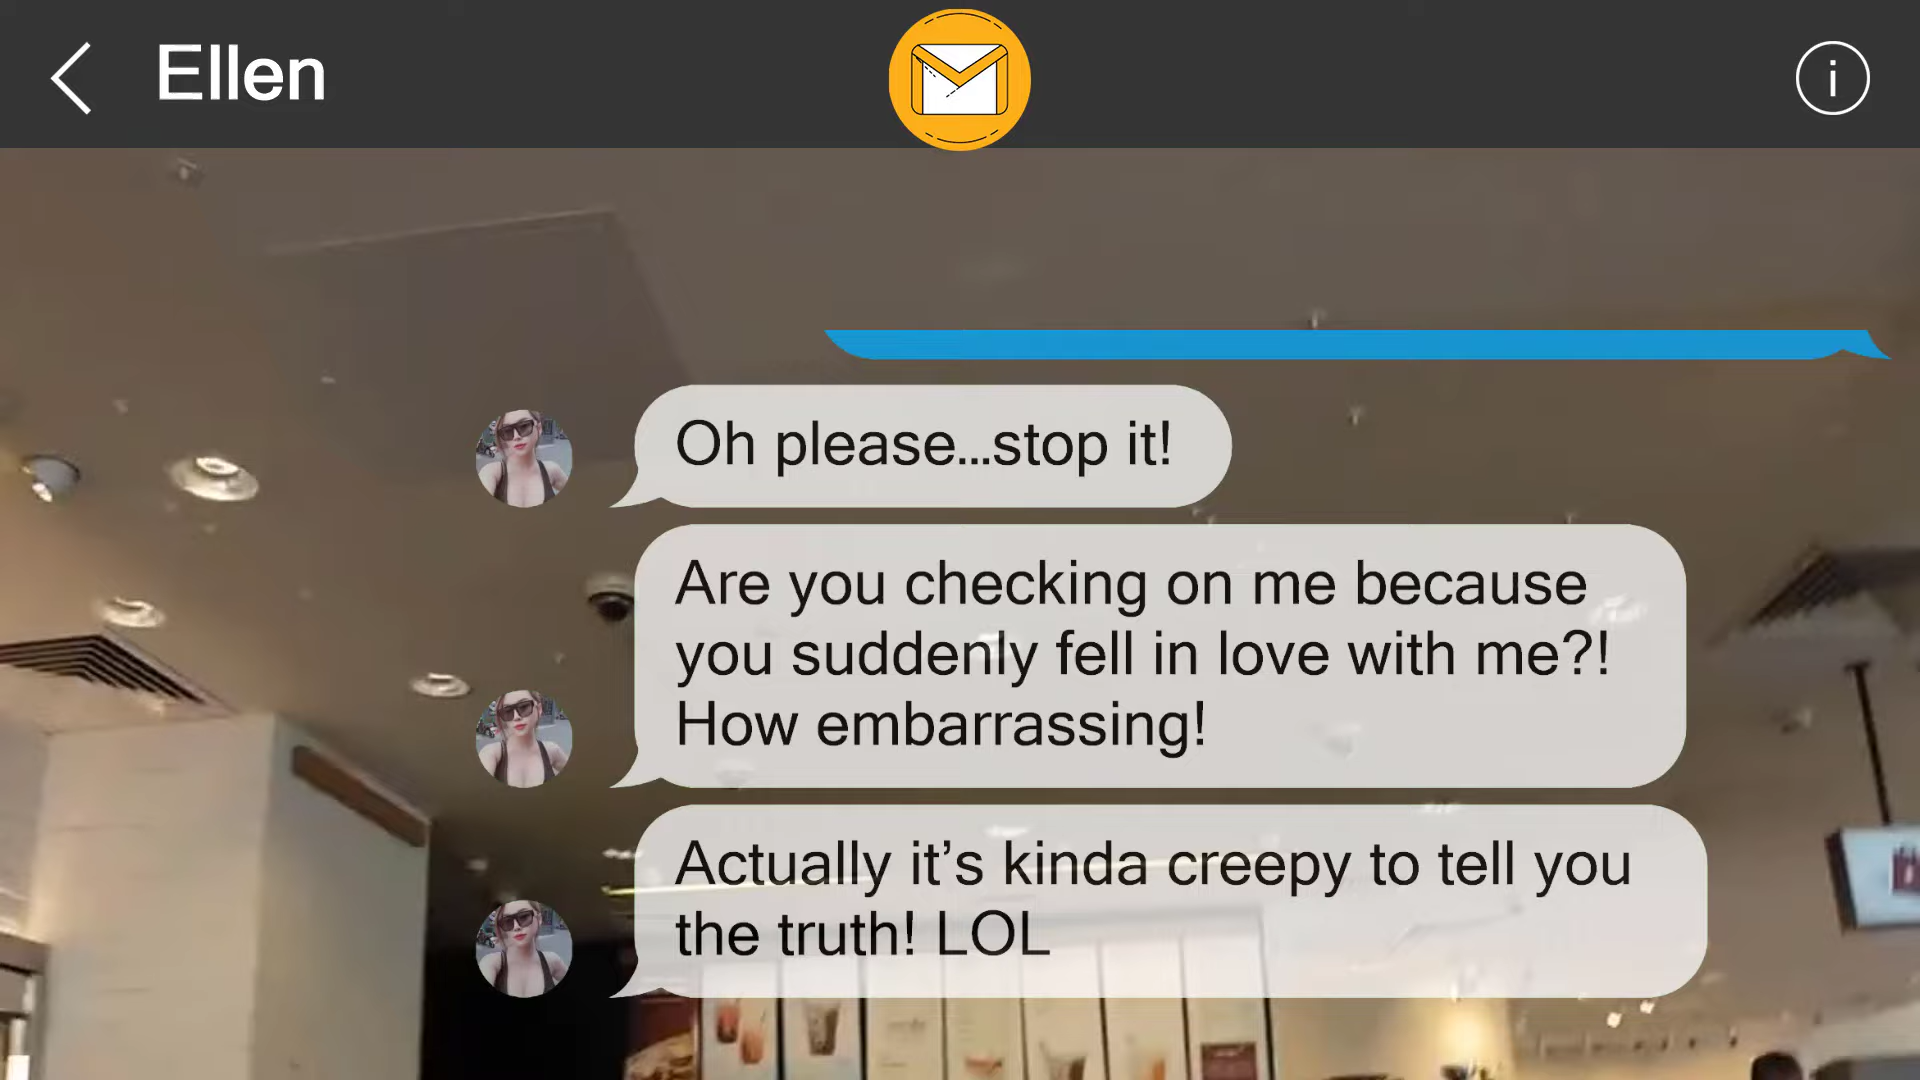 Ellen
Oh please...stop it!
Are you checking on me because
you suddenly fell in love with me?!
How embarrassing!
Actually it’s kinda creepy to tell you
the truth! LOL